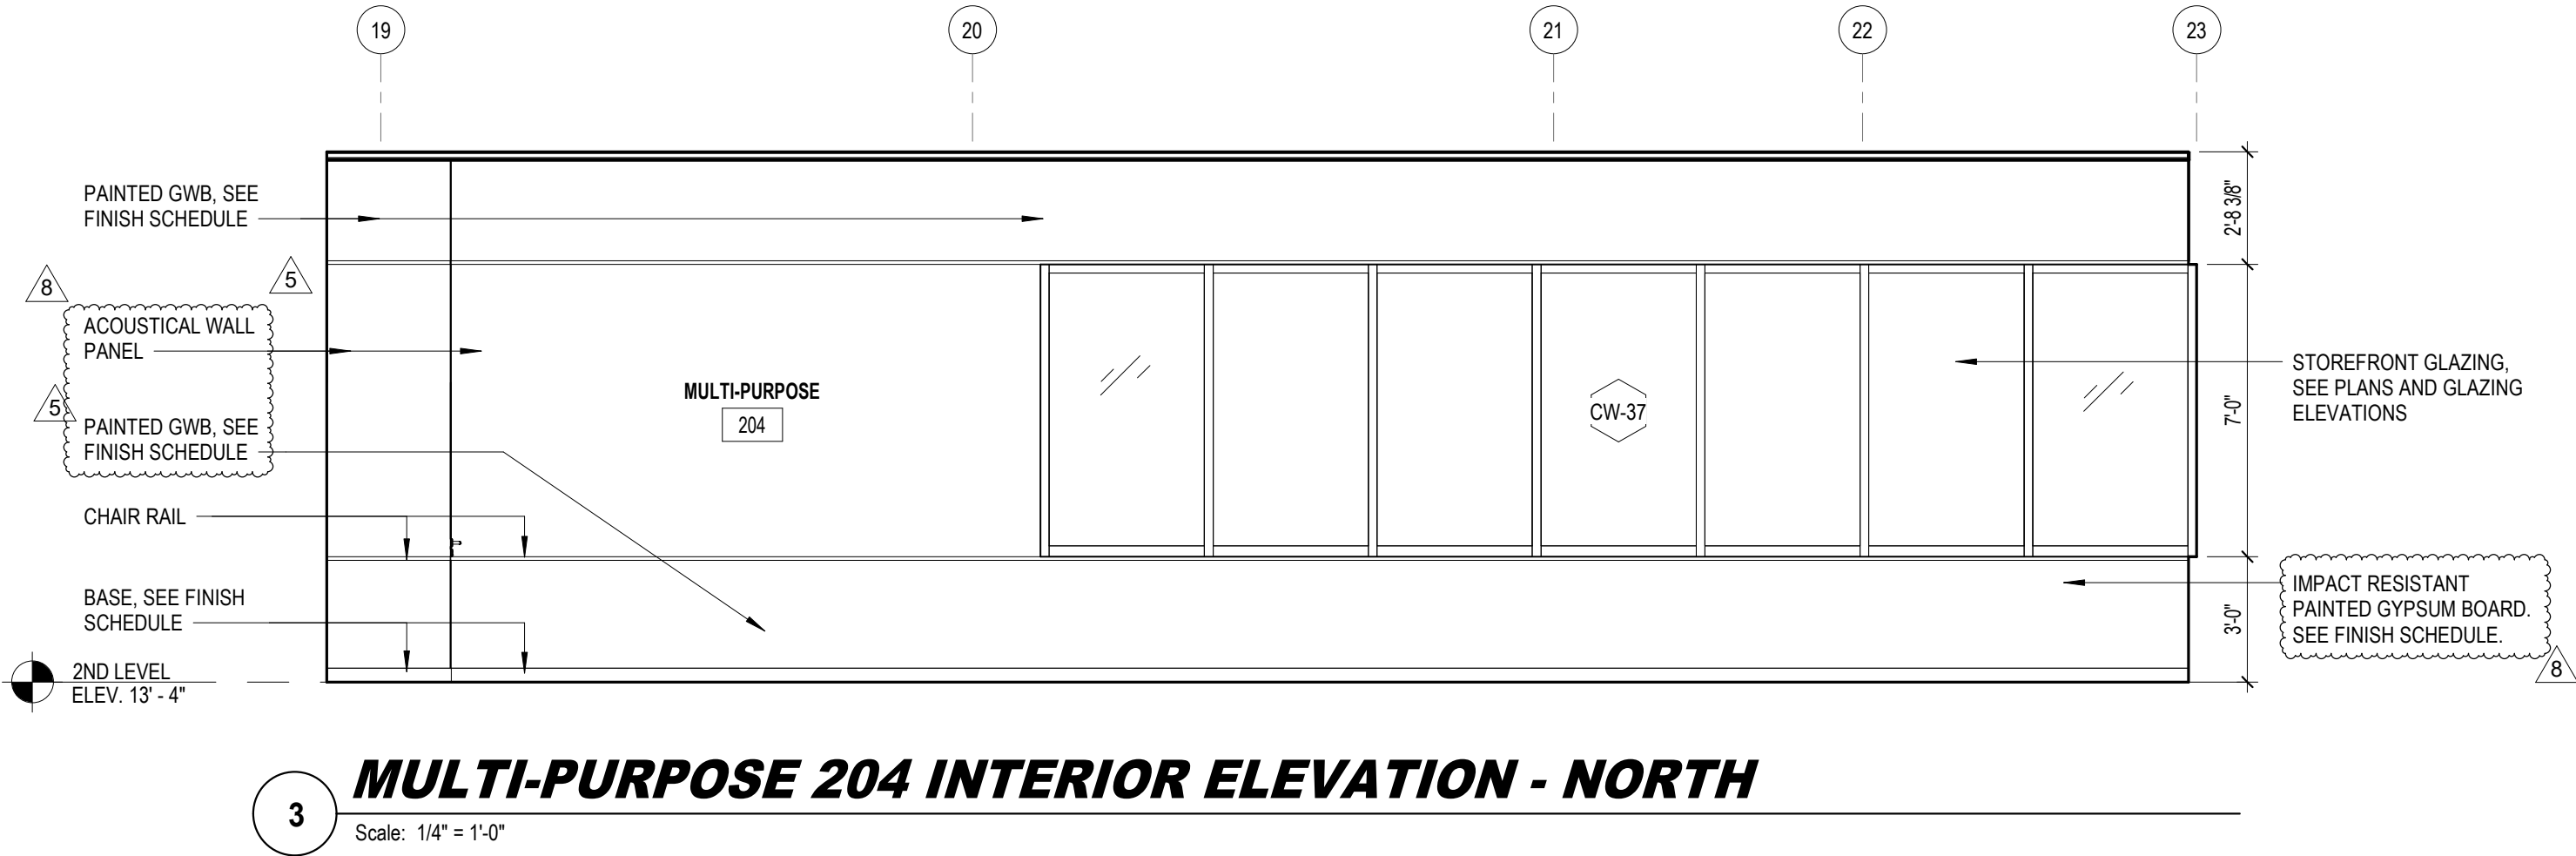 19
20
21
22
23
PAINTED GWB, SEE
FINISH SCHEDULE
8
5
ACOUSTICAL WALL
PANEL
5
PAINTED GWB, SEE
FINISH SCHEDULE
CHAIR RAIL
BASE, SEE FINISH
SCHEDULE
2ND LEVEL
ELEV. 13' - 4"
MULTI-PURPOSE
204
CW-37
2'-8 3/8"
7'-0"
3'-0"
STOREFRONT GLAZING,
SEE PLANS AND GLAZING
ELEVATIONS
IMPACT RESISTANT
PAINTED GYPSUM BOARD.
SEE FINISH SCHEDULE.
8
3
MULTI-PURPOSE 204 INTERIOR ELEVATION - NORTH
Scale: 1/4" = 1'-0"